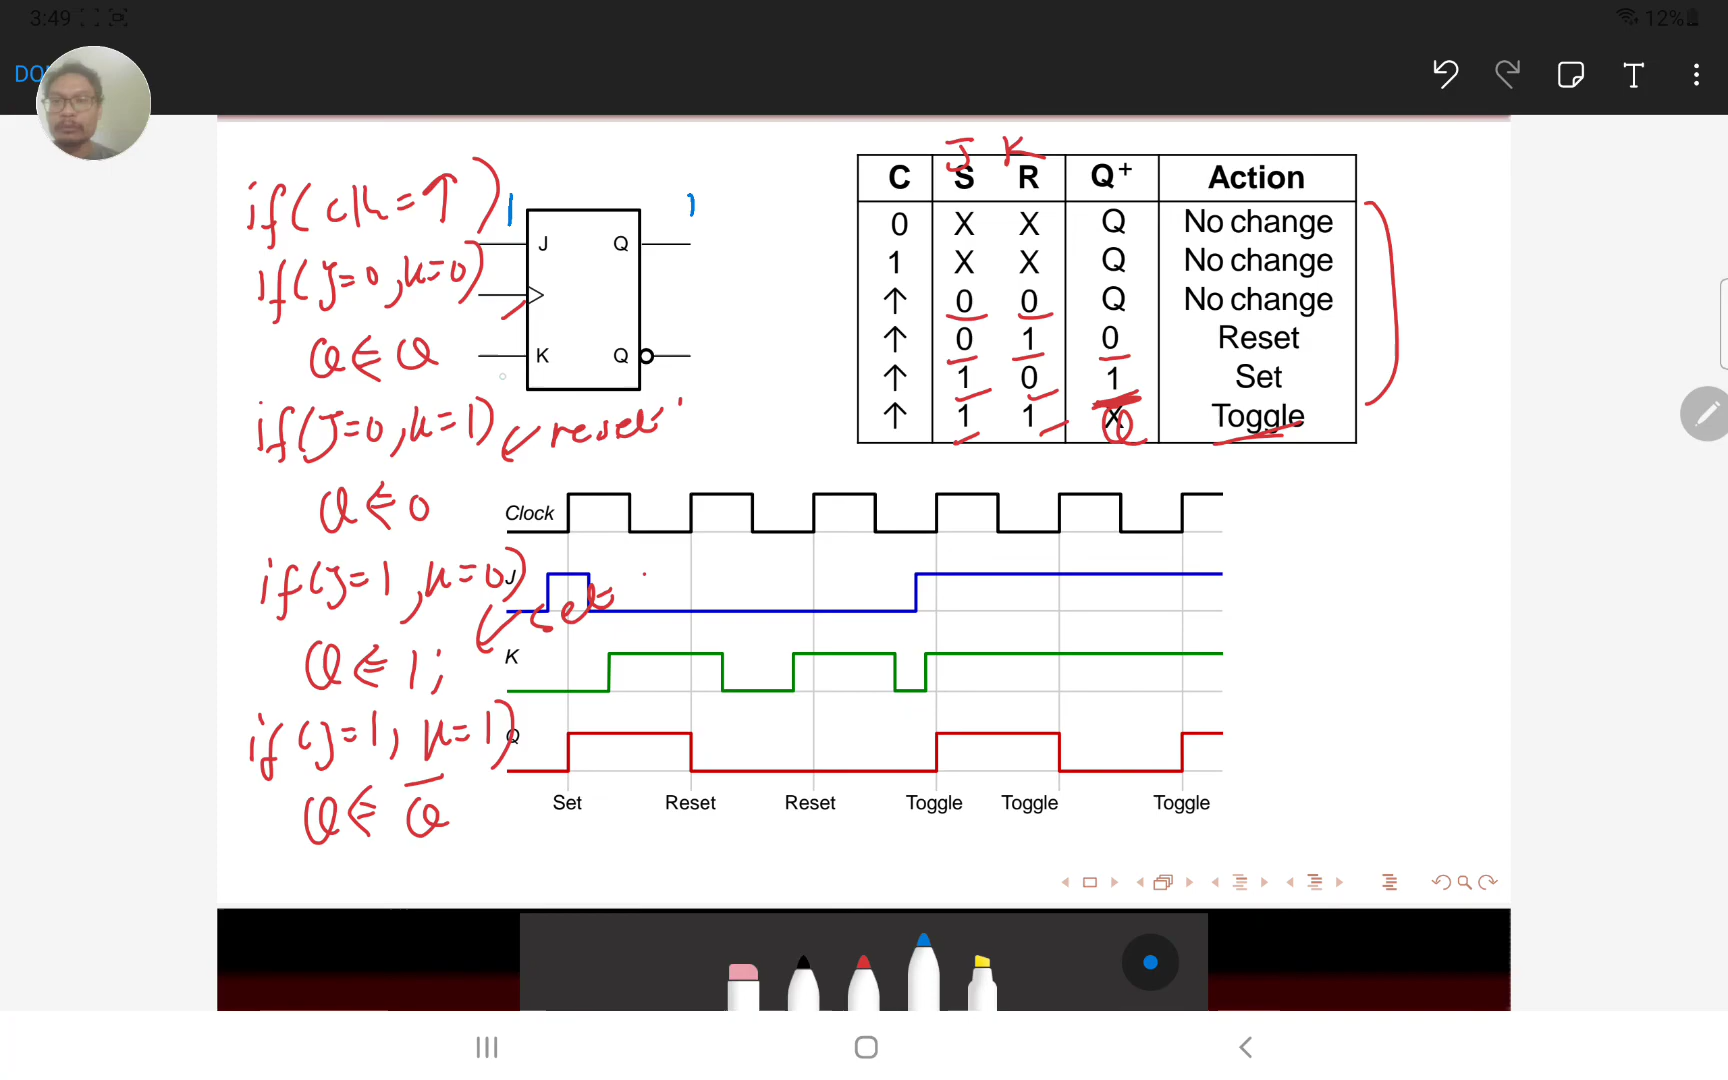 3:49
12%
DO
if(clk=↑)
if(J=0,K=0)
Q⇐Q
if(J=0,K=1) ↙reset
Q⇐0
if(J=1,K=0) ↙set
Q⇐1;
if(J=1,K=1)
Q⇐Q̅
1 1
J Q
K Q
J K
C S R Q+ Action
0 X X Q No change
1 X X Q No change
↑ 0 0 Q No change
↑ 0 1 0 Reset
↑ 1 0 1 Set
↑ 1 1 Q̅ Toggle
Clock
J
K
Q
Set Reset Reset Toggle Toggle Toggle